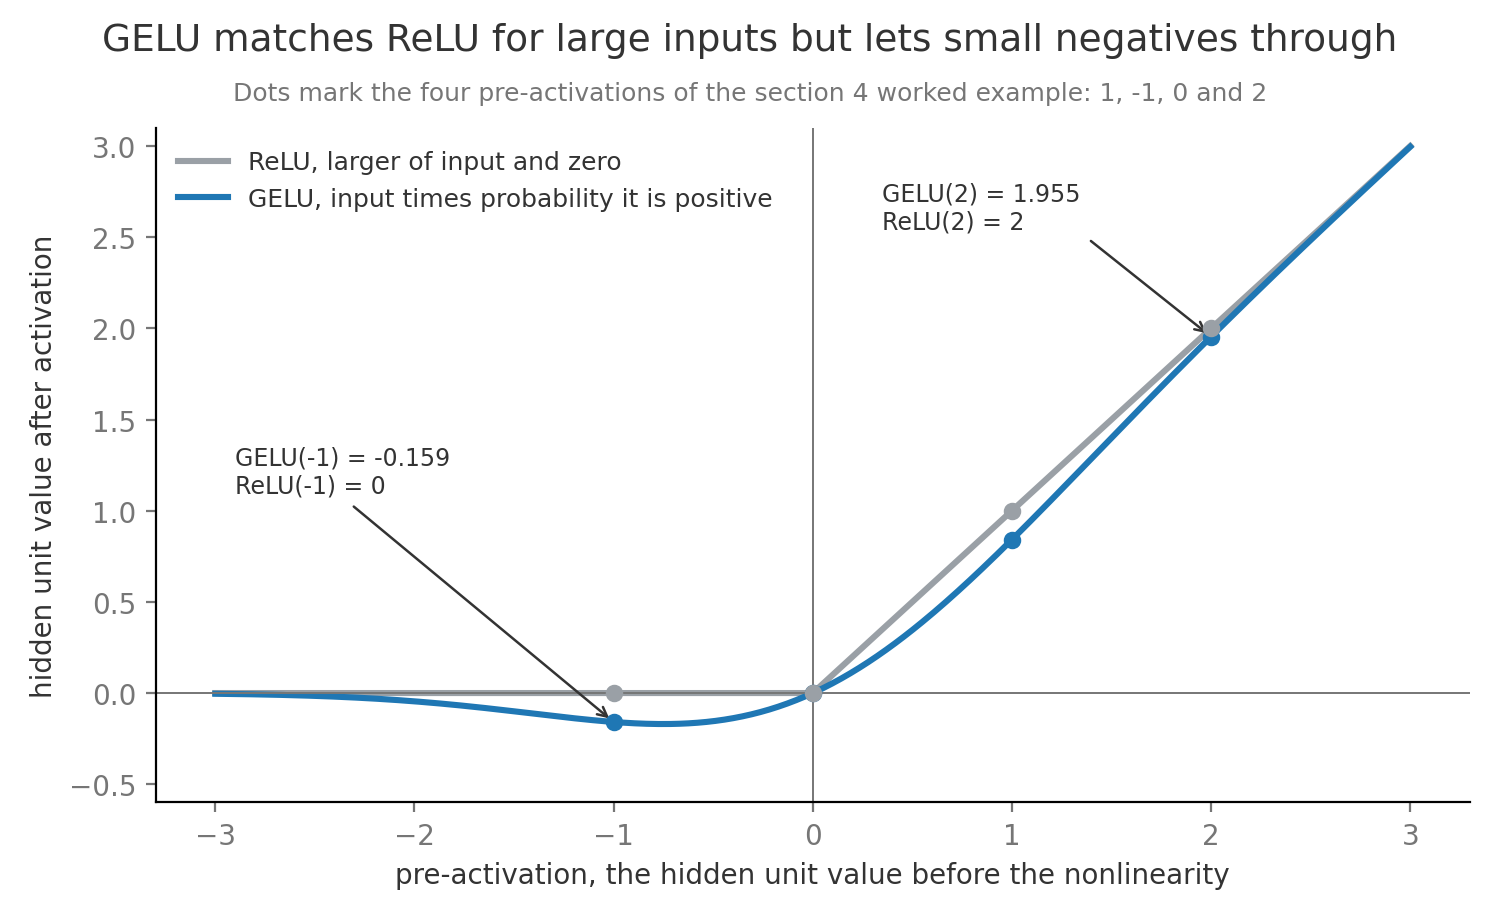 GELU matches ReLU for large inputs but lets small negatives through
Dots mark the four pre-activations of the section 4 worked example: 1, -1, 0 and 2
ReLU, larger of input and zero
GELU, input times probability it is positive
GELU(2) = 1.955
ReLU(2) = 2
GELU(-1) = -0.159
ReLU(-1) = 0
hidden unit value after activation
3.0
2.5
2.0
1.5
1.0
0.5
0.0
−0.5
−3 −2 −1 0 1 2 3
pre-activation, the hidden unit value before the nonlinearity